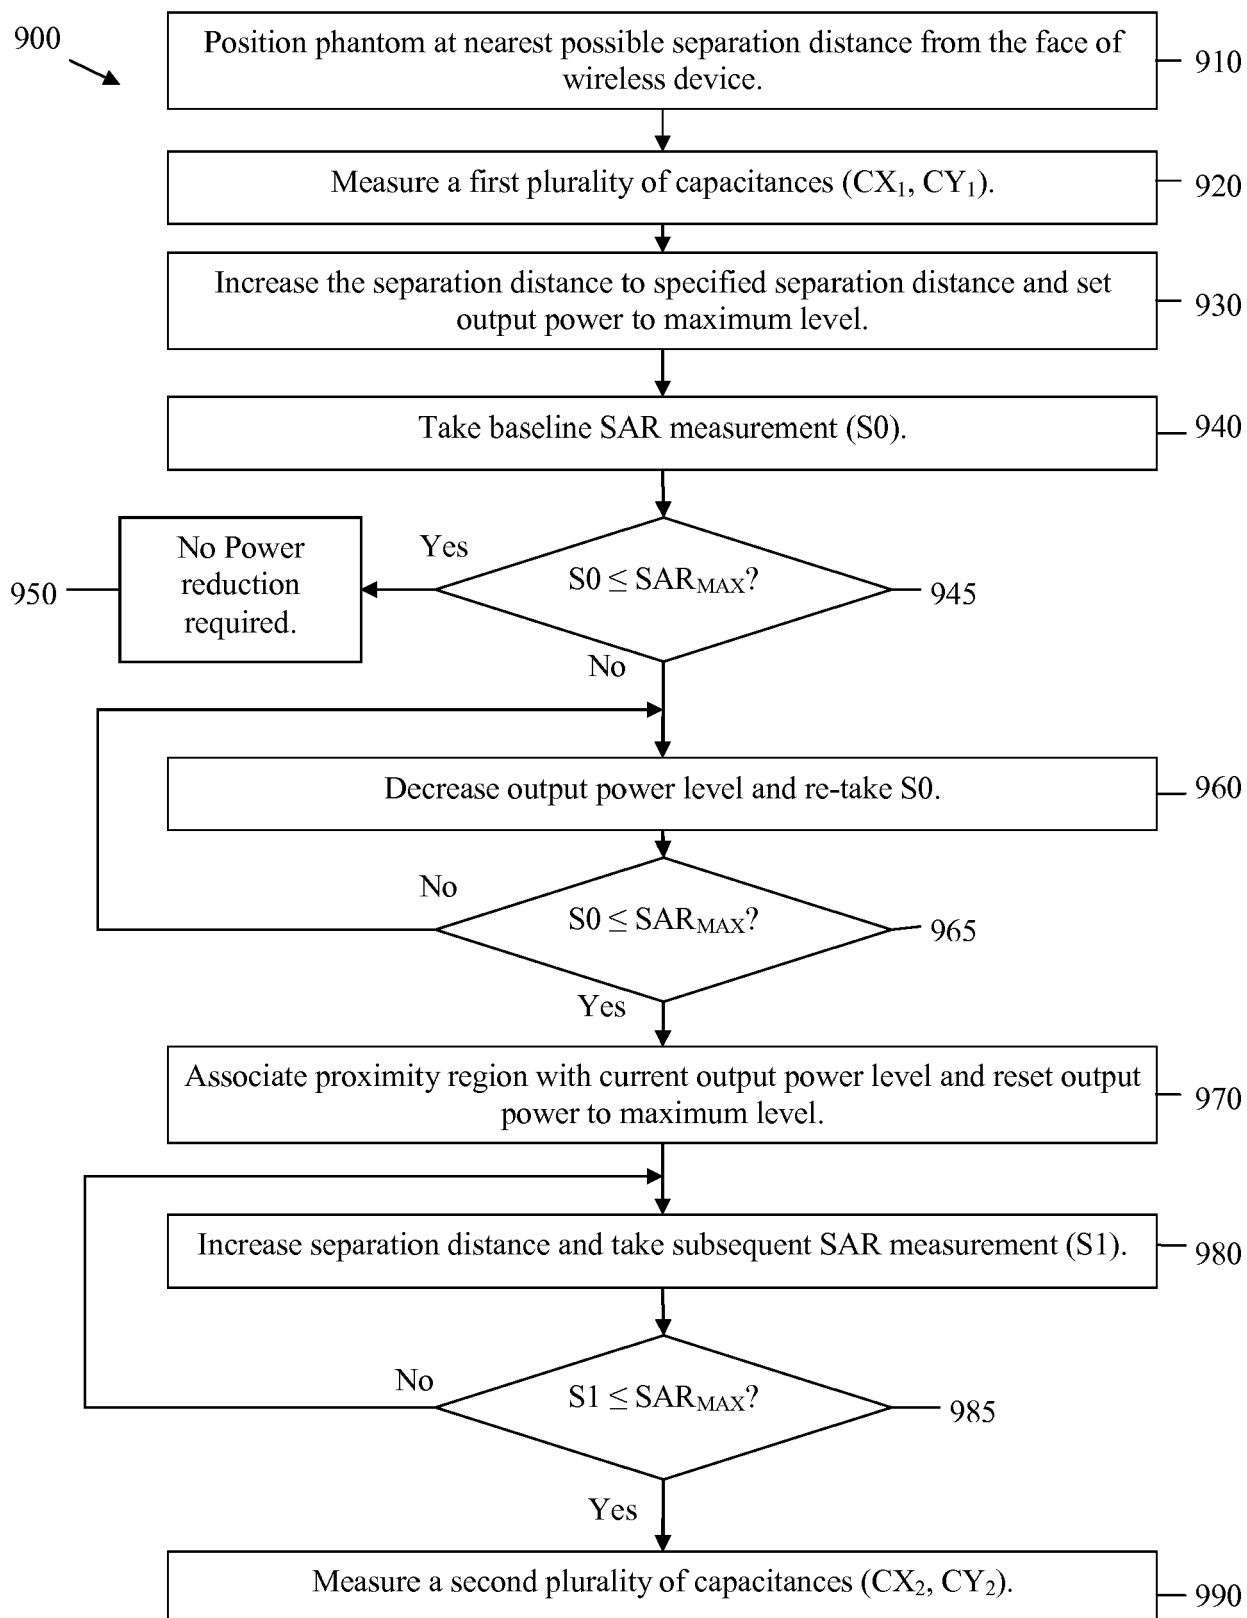 900
Position phantom at nearest possible separation distance from the face of
wireless device.
910
Measure a first plurality of capacitances (CX₁, CY₁).
920
Increase the separation distance to specified separation distance and set
output power to maximum level.
930
Take baseline SAR measurement (S0).
940
No Power
reduction
required.
950
Yes
S0 ≤ SAR_MAX?
945
No
Decrease output power level and re-take S0.
960
No
S0 ≤ SAR_MAX?
965
Yes
Associate proximity region with current output power level and reset output
power to maximum level.
970
Increase separation distance and take subsequent SAR measurement (S1).
980
No
S1 ≤ SAR_MAX?
985
Yes
Measure a second plurality of capacitances (CX₂, CY₂).
990